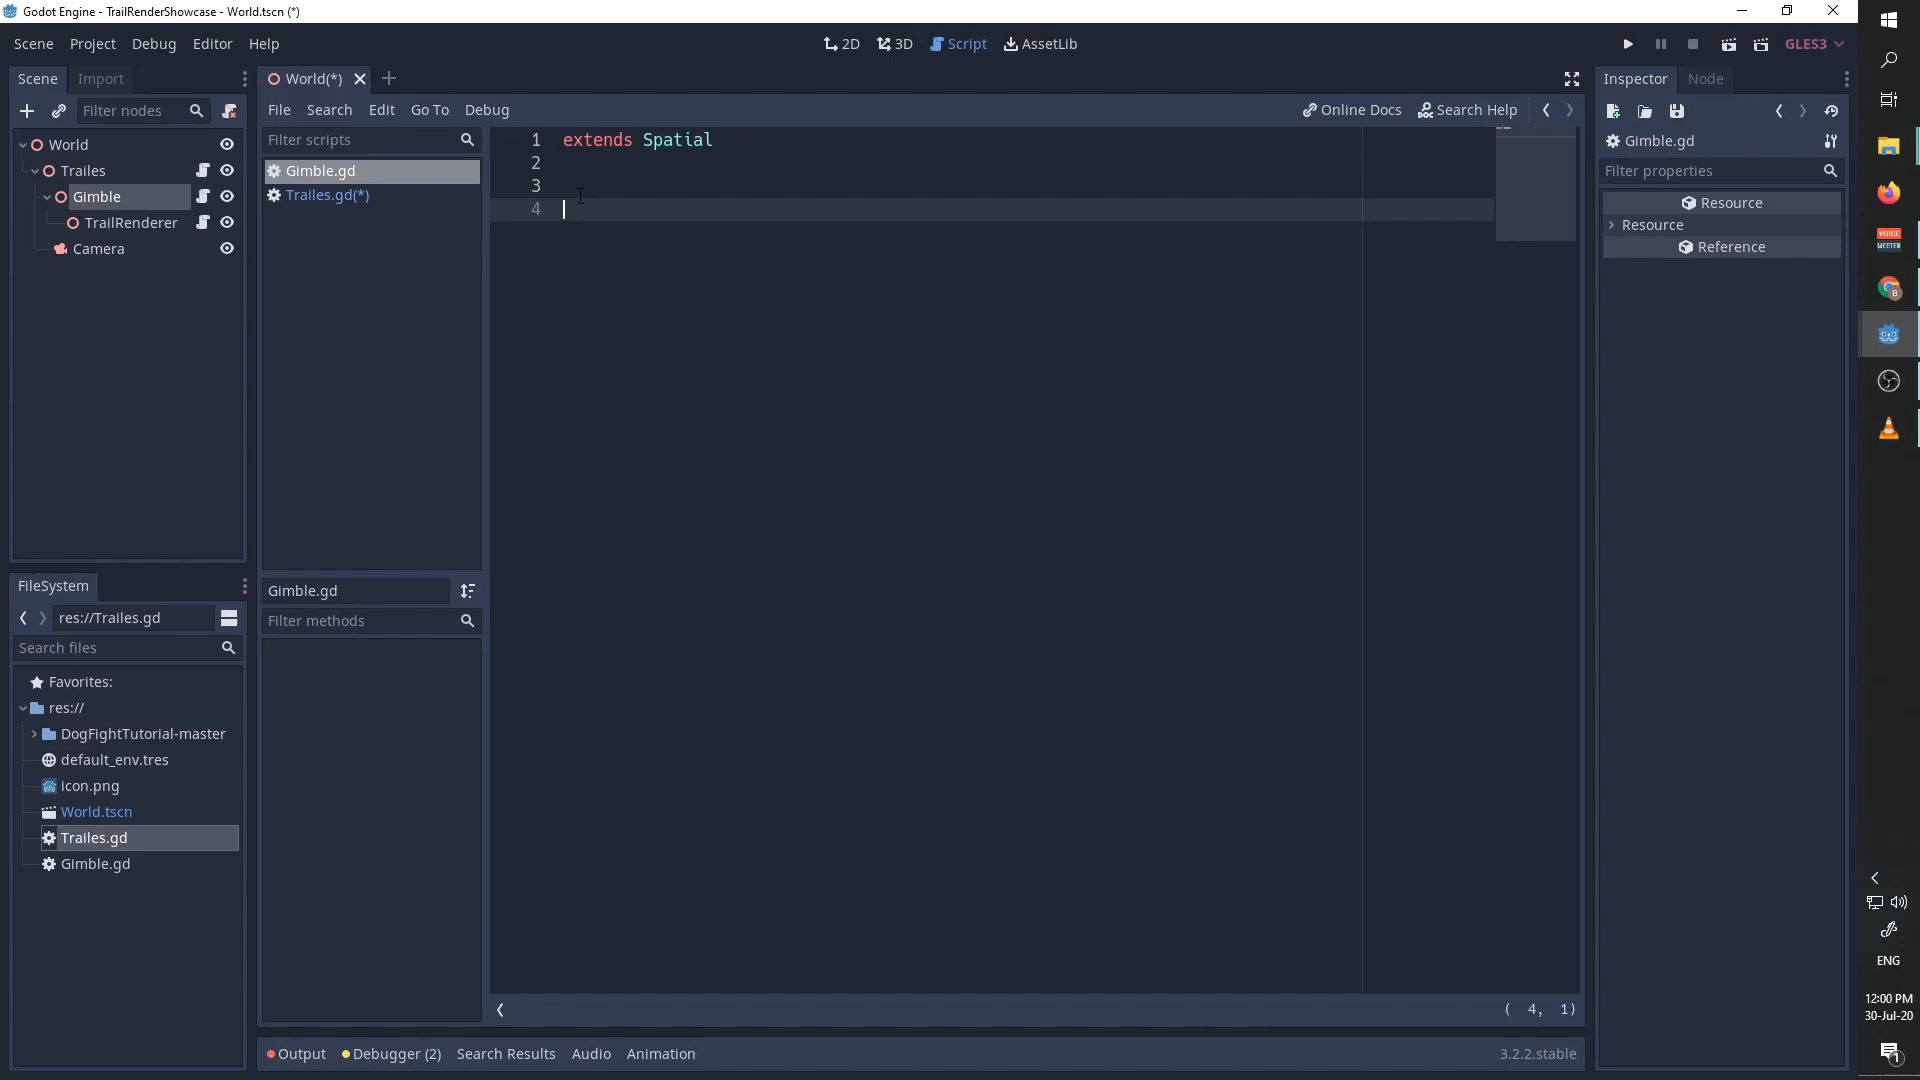 Godot Engine - TrailRenderShowcase - World.tscn (*)
Scene Project Debug Editor Help
2D 3D Script AssetLib
GLES3
Scene Import
Filter nodes
World
Trailes
Gimble
TrailRenderer
Camera
World(*)
File Search Edit Go To Debug
Online Docs Search Help
Filter scripts
Gimble.gd
Trailes.gd(*)
1 extends Spatial
2
3
4
Gimble.gd
Filter methods
( 4, 1)
Inspector Node
Gimble.gd
Filter properties
Resource
Resource
Reference
FileSystem
res://Trailes.gd
Search files
Favorites:
res://
DogFightTutorial-master
default_env.tres
icon.png
World.tscn
Trailes.gd
Gimble.gd
Output Debugger (2) Search Results Audio Animation
3.2.2.stable
VOICE
MEETER
B
ENG
12:00 PM
30-Jul-20
1